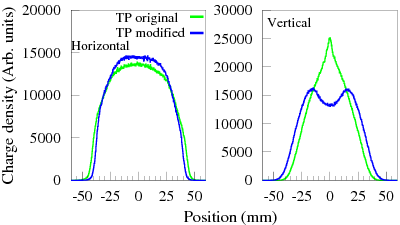 TP original
TP modified
Horizontal
Vertical
Charge density (Arb. units)
20000
15000
10000
5000
0
30000
25000
20000
15000
10000
5000
0
-50 -25 0 25 50
-50 -25 0 25 50
Position (mm)